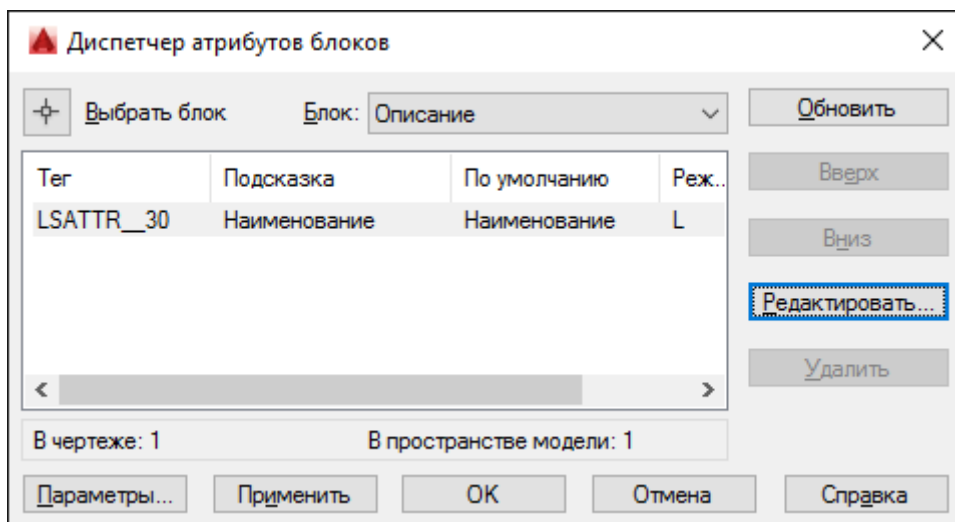 Диспетчер атрибутов блоков
Выбрать блок Блок: Описание Обновить
Тег Подсказка По умолчанию Реж.. Вверх
LSATTR__30 Наименование Наименование L
Вниз
Редактировать...
Удалить
В чертеже: 1 В пространстве модели: 1
Параметры... Применить ОК Отмена Справка